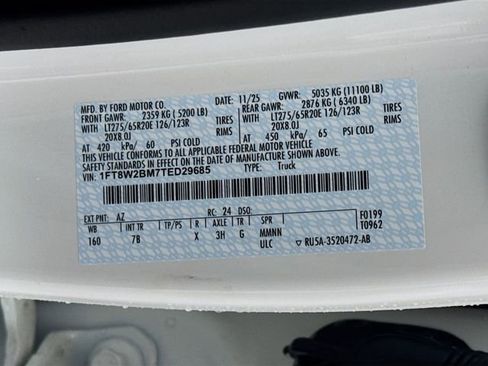 MFD. BY FORD MOTOR CO. 11/25 GVWR: 5035 KG (11100 LB)
FRONT GAWR: 2359 KG (5200 LB) REAR GAWR: 2876 KG (6340 LB)
WITH LT275/65R20E 126/123R TIRES WITH LT275/65R20E 126/123R TIRES
20X8.0J RIMS 20X8.0J RIMS
AT 420 kPa/ 60 PSI COLD AT 450 kPa/ 65 PSI COLD
THIS VEHICLE CONFORMS TO ALL APPLICABLE FEDERAL MOTOR VEHICLE
SAFETY STANDARDS IN EFFECT ON THE DATE OF MANUFACTURE SHOWN ABOVE.
VIN: 1FT8W2BM7TED29685 TYPE: Truck
EXT PNT: AZ RC: 24 DSO: F0199
WB INT TR TP/PS R AXLE TR SPR T0962
160 7B X 3H G MMNN
ULC ▽ RU5A-3520472-AB